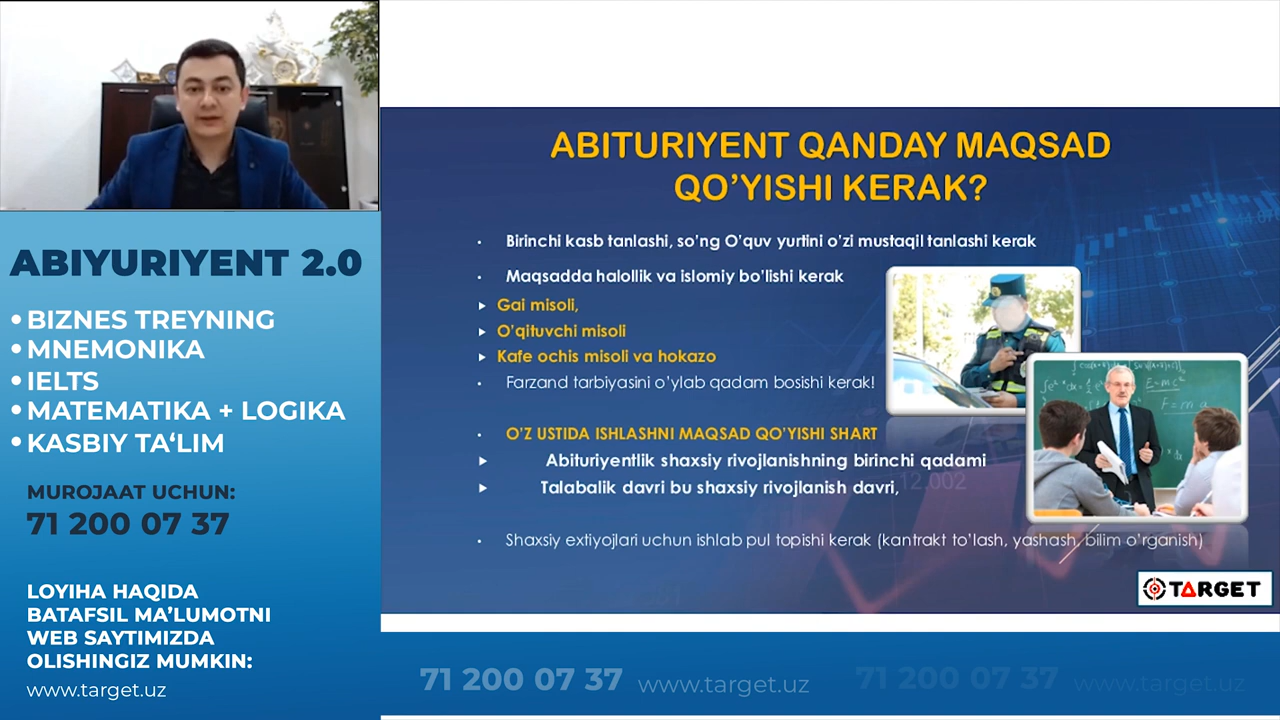 ABIYURIYENT 2.0
• BIZNES TREYNING
• MNEMONIKA
• IELTS
• MATEMATIKA + LOGIKA
• KASBIY TA‘LIM
MUROJAAT UCHUN:
71 200 07 37
LOYIHA HAQIDA
BATAFSIL MA’LUMOTNI
WEB SAYTIMIZDA
OLISHINGIZ MUMKIN:
www.target.uz
ABITURIYENT QANDAY MAQSAD
QO’YISHI KERAK?
• Birinchi kasb tanlashi, so’ng O’quv yurtini o’zi mustaqil tanlashi kerak
• Maqsadda halollik va islomiy bo’lishi kerak
Gai misoli,
O’qituvchi misoli
Kafe ochis misoli va hokazo
• Farzand tarbiyasini o’ylab qadam bosishi kerak!
• O’Z USTIDA ISHLASHNI MAQSAD QO’YISHI SHART
Abituriyentlik shaxsiy rivojlanishning birinchi qadami
Talabalik davri bu shaxsiy rivojlanish davri,
• Shaxsiy extiyojlari uchun ishlab pul topishi kerak (kantrakt to’lash, yashash, bilim o’rganish)
12.002
E=mc²
F=ma
TARGET
71 200 07 37 www.target.uz 71 200 07 37 www.target.uz